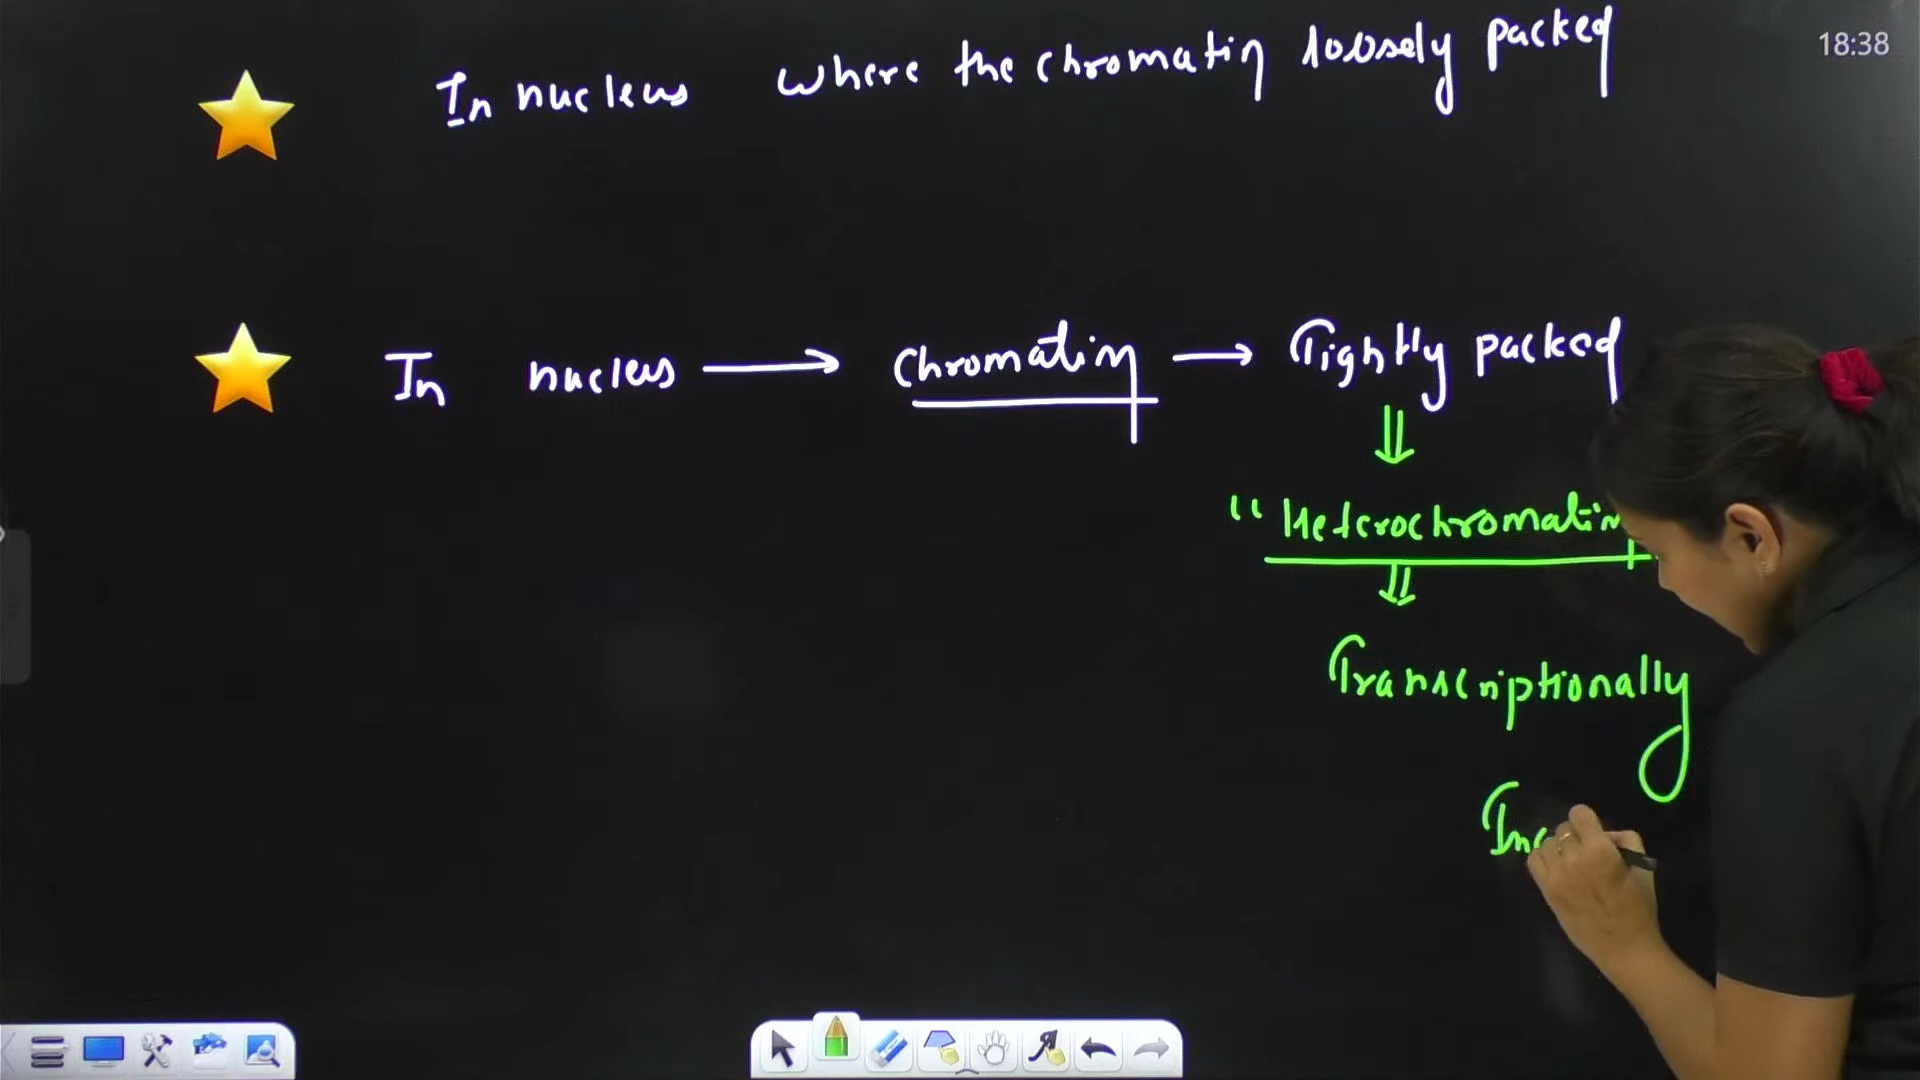 18:38
In nucleus where the chromatin loosely packed
In nucleus → chromatin → Tightly packed
⇓
"Heterochromatin
⇓
Transcriptionally